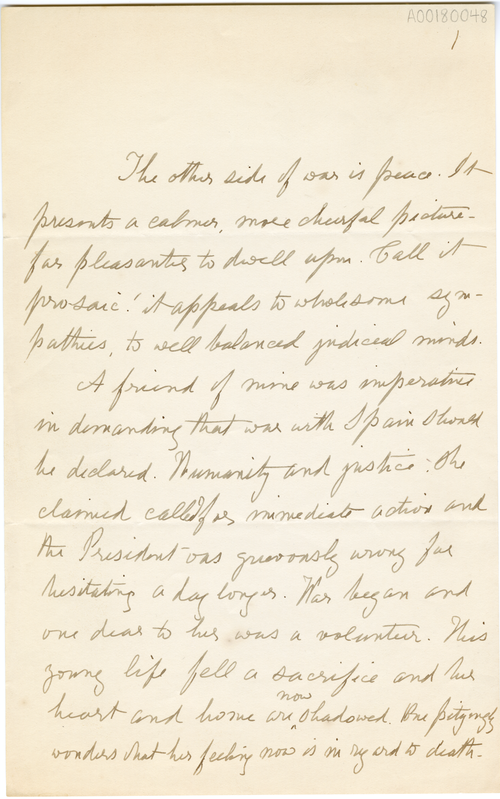 A00180048
1
The other side of war is peace. It
presents a calmer, more cheerful picture-
far pleasanter to dwell upon. Call it
prosaic! it appeals to wholesome sym-
pathies, to well balanced judicial minds.
A friend of mine was imperative
in demanding that war with Spain should
be declared. Humanity and justice, she
claimed called for immediate action and
the President was grievously wrong for
hesitating a day longer. War began and
one dear to her was a volunteer. His
young life fell a sacrifice and her
now
heart and home are shadowed. One pityingly
wonders what her feeling now is in regard to death-